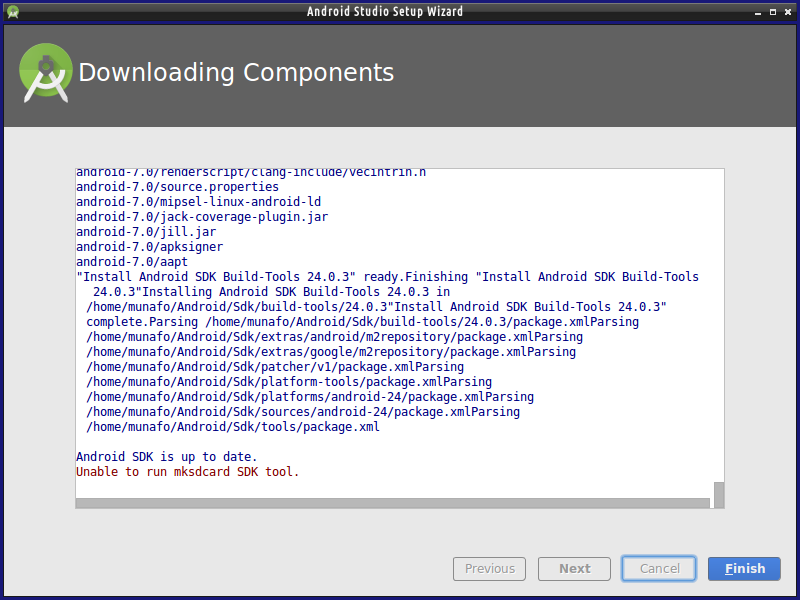 Android Studio Setup Wizard
Downloading Components
android-7.0/renderscript/clang-include/vecintrin.h
android-7.0/source.properties
android-7.0/mipsel-linux-android-ld
android-7.0/jack-coverage-plugin.jar
android-7.0/jill.jar
android-7.0/apksigner
android-7.0/aapt
"Install Android SDK Build-Tools 24.0.3" ready.Finishing "Install Android SDK Build-Tools
24.0.3"Installing Android SDK Build-Tools 24.0.3 in
/home/munafo/Android/Sdk/build-tools/24.0.3"Install Android SDK Build-Tools 24.0.3"
complete.Parsing /home/munafo/Android/Sdk/build-tools/24.0.3/package.xmlParsing
/home/munafo/Android/Sdk/extras/android/m2repository/package.xmlParsing
/home/munafo/Android/Sdk/extras/google/m2repository/package.xmlParsing
/home/munafo/Android/Sdk/patcher/v1/package.xmlParsing
/home/munafo/Android/Sdk/platform-tools/package.xmlParsing
/home/munafo/Android/Sdk/platforms/android-24/package.xmlParsing
/home/munafo/Android/Sdk/sources/android-24/package.xmlParsing
/home/munafo/Android/Sdk/tools/package.xml
Android SDK is up to date.
Unable to run mksdcard SDK tool.
Previous
Next
Cancel
Finish